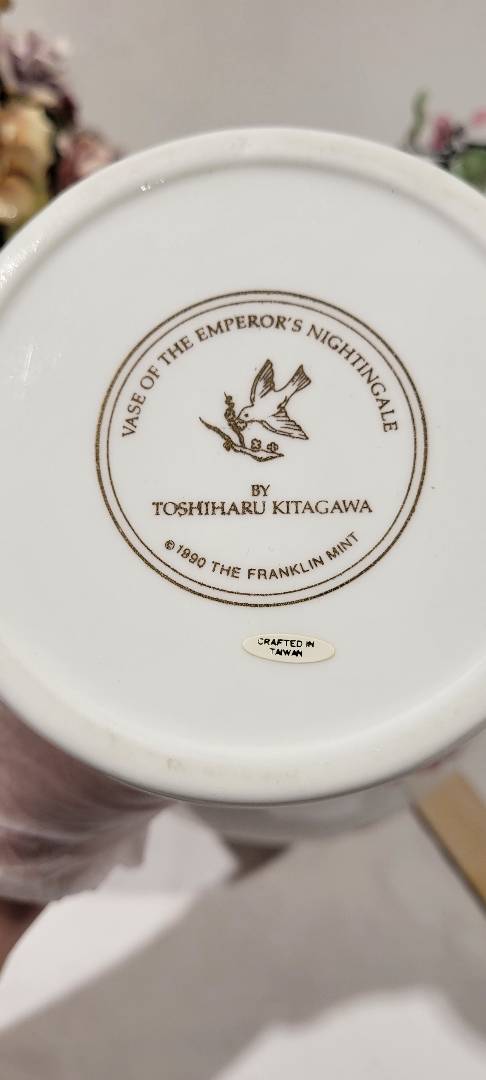 VASE OF THE EMPEROR'S NIGHTINGALE
BY
TOSHIHARU KITAGAWA
©1990 THE FRANKLIN MINT
CRAFTED IN
TAIWAN